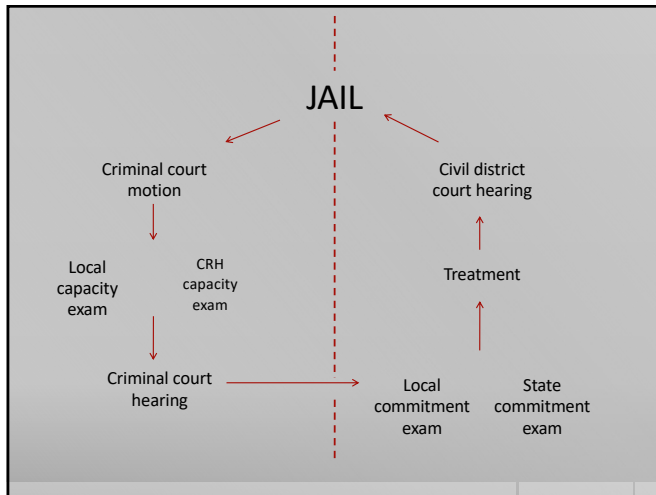 JAIL
Criminal court
motion
Local
capacity
exam
CRH
capacity
exam
Criminal court
hearing
Civil district
court hearing
Treatment
Local
commitment
exam
State
commitment
exam